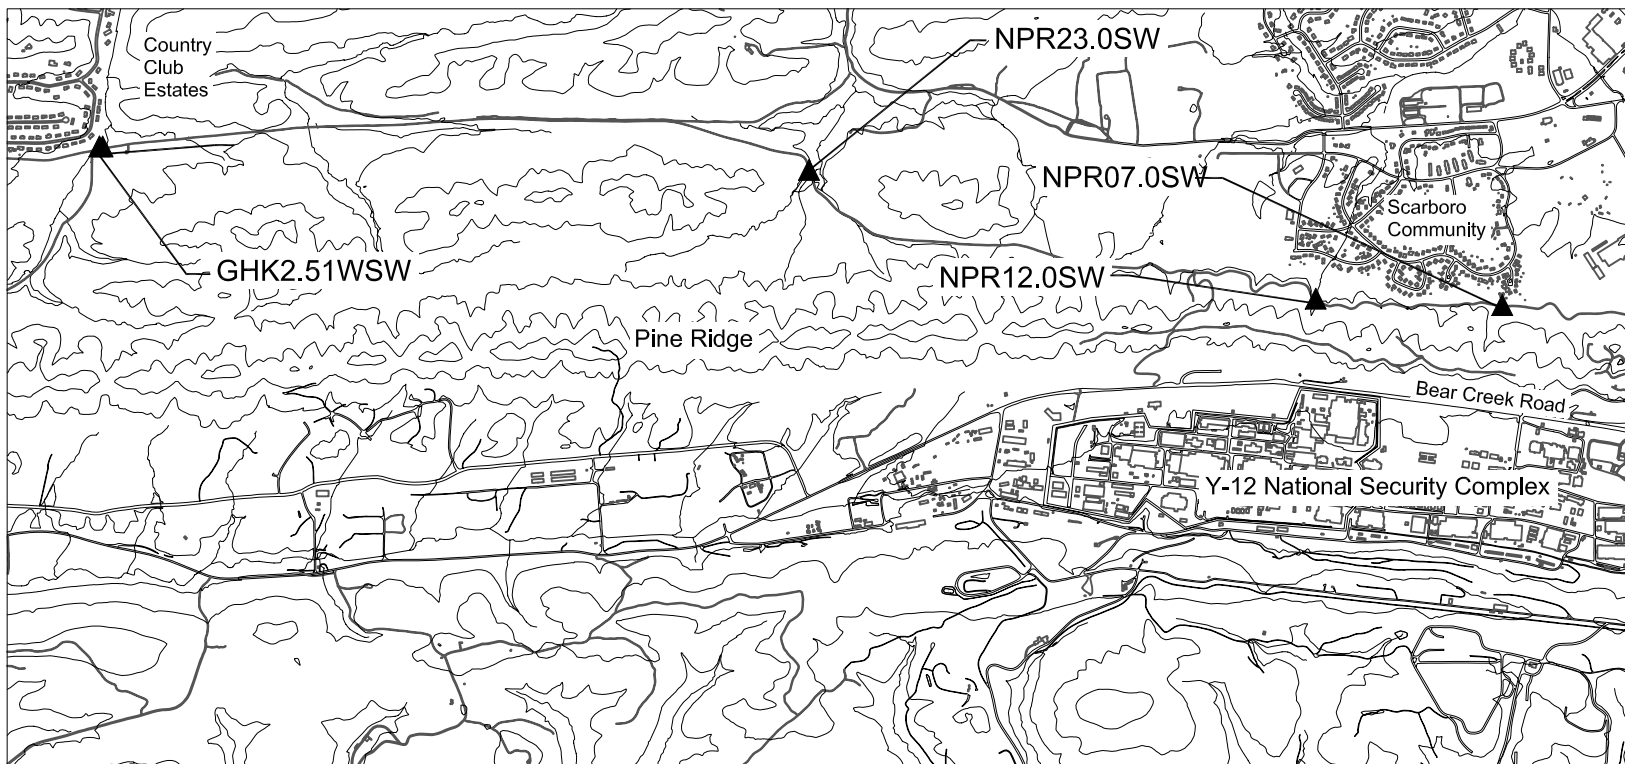 Country
Club
Estates
NPR23.0SW
NPR07.0SW
Scarboro
Community
GHK2.51WSW
NPR12.0SW
Pine Ridge
Bear Creek Road
Y-12 National Security Complex